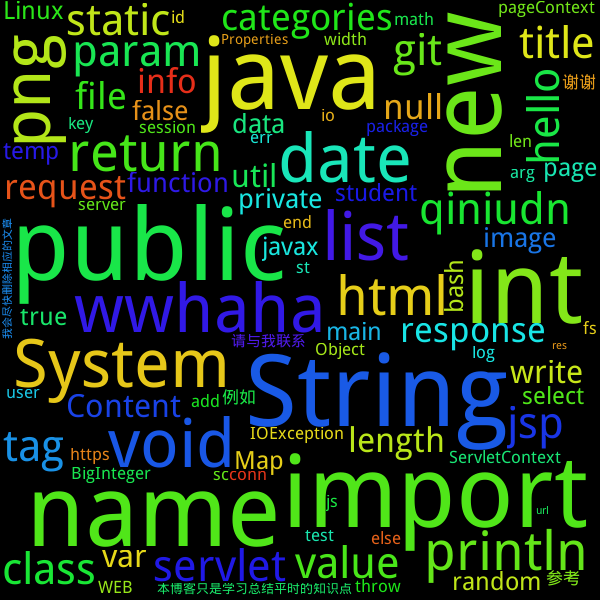 Linux
static
id
categories
math
pageContext
png
param
java
Properties
width
git
new
title
file
info
false
io
null
hello
谢谢
key
session
data
err
package
len
temp
return
date
arg
page
request
function
util
private
student
qiniudn
server
public
end
list
image
我会尽快删除相应的文章
javax
st
int
true
wwhaha
html
bash
请与我联系
main
response
fs
System
Object
log
res
String
write
user
Content
add
例如
select
jsp
tag
void
IOException
length
https
Map
ServletContext
BigInteger
sc
conn
import
name
js
url
test
else
println
class
var
servlet
value
random
参考
WEB
本博客只是学习总结平时的知识点
throw